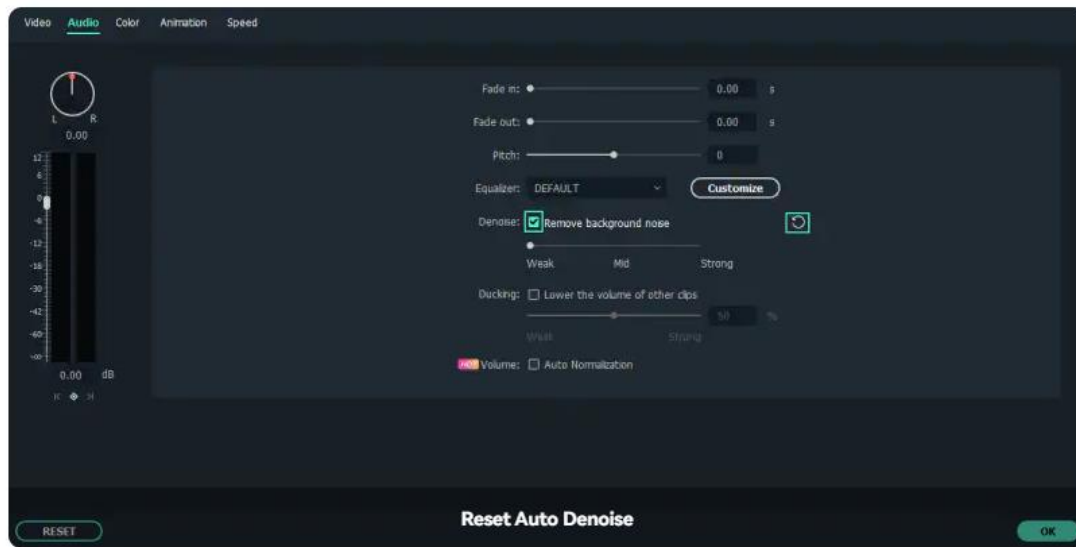 Video Audio Color Animation Speed
L R
0.00
12
6
0
-6
-12
-18
-30
-42
-60
-∞
0.00 dB
Fade in: 0.00 s
Fade out: 0.00 s
Pitch: 0
Equalizer: DEFAULT Customize
Denoise: Remove background noise
Weak Mid Strong
Ducking: Lower the volume of other clips
50 %
Weak Strong
HOT Volume: Auto Normalization
RESET Reset Auto Denoise OK